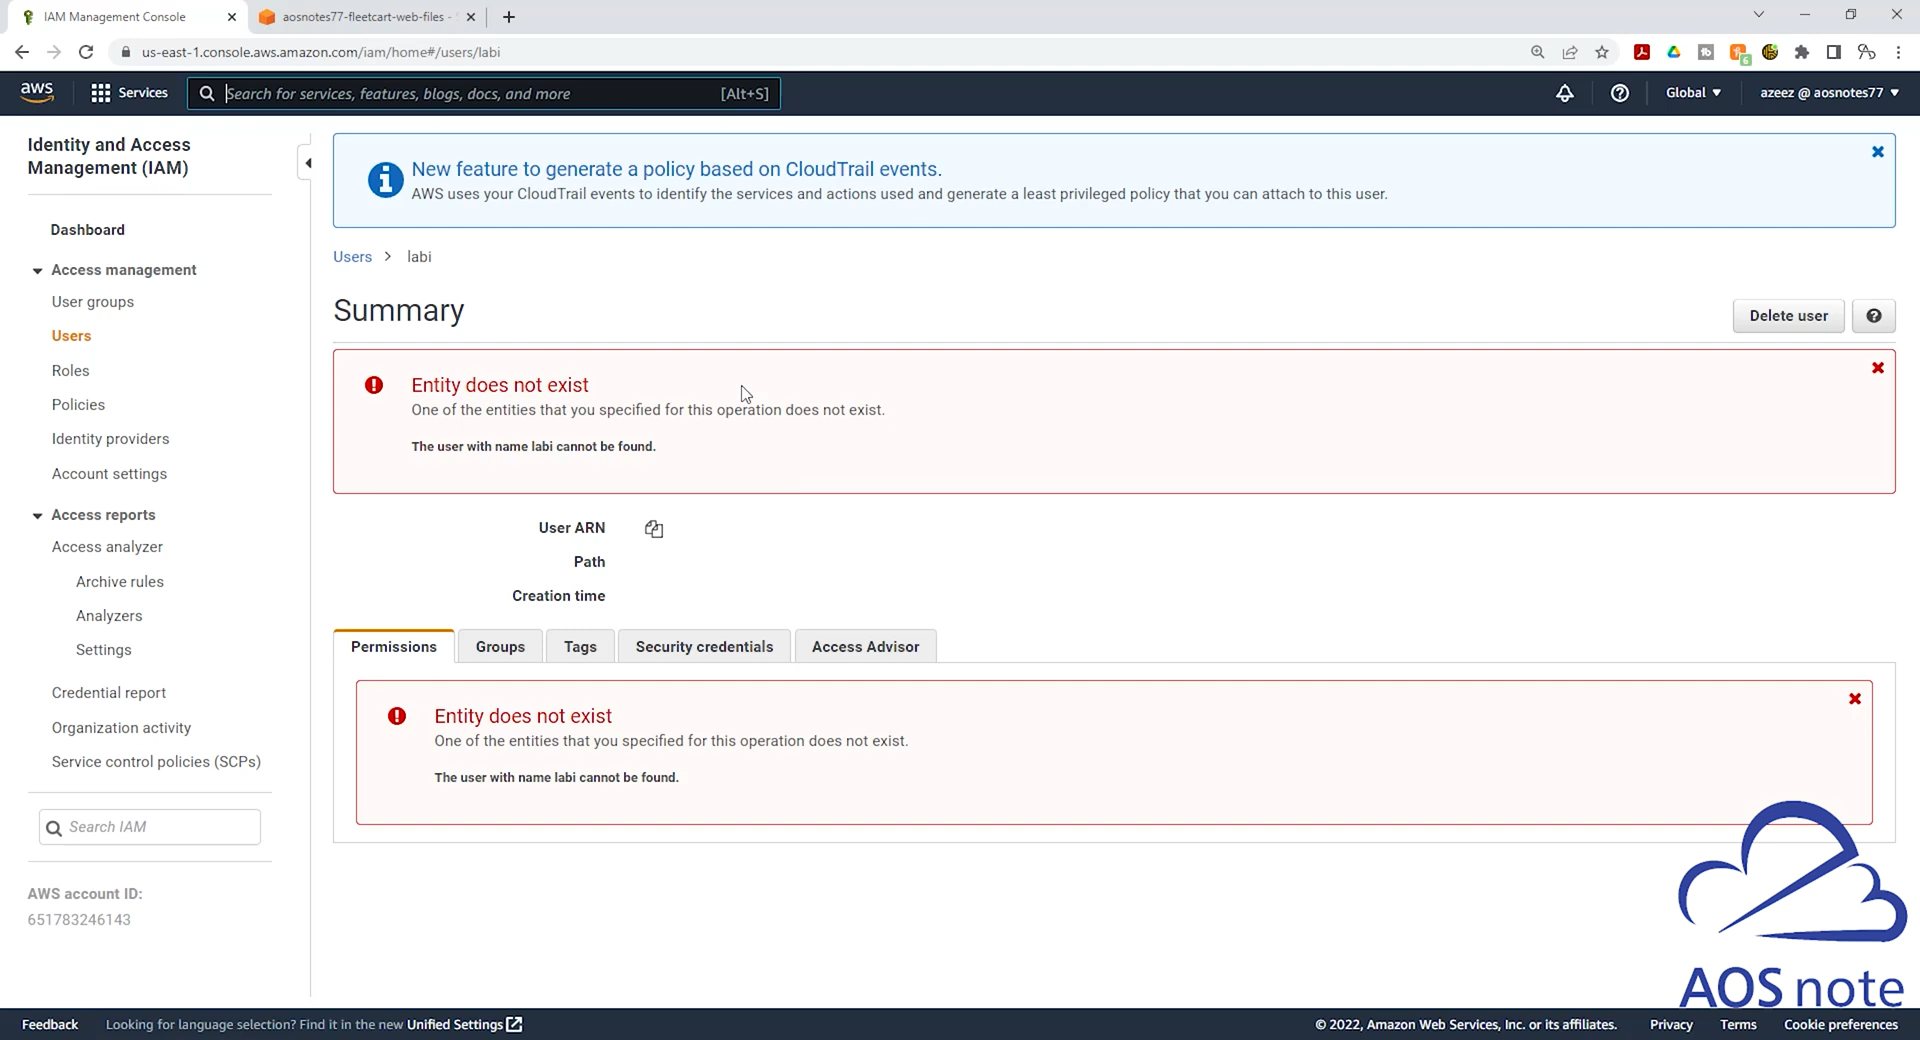 IAM Management Console
aosnotes77-fleetcart-web-files -
us-east-1.console.aws.amazon.com/iam/home#/users/labi
6
aws
Services
Search for services, features, blogs, docs, and more
[Alt+S]
Global
azeez @ aosnotes77
Identity and Access
Management (IAM)
Dashboard
Access management
User groups
Users
Roles
Policies
Identity providers
Account settings
Access reports
Access analyzer
Archive rules
Analyzers
Settings
Credential report
Organization activity
Service control policies (SCPs)
Search IAM
AWS account ID:
651783246143
New feature to generate a policy based on CloudTrail events.
AWS uses your CloudTrail events to identify the services and actions used and generate a least privileged policy that you can attach to this user.
Users > labi
Summary
Delete user
Entity does not exist
One of the entities that you specified for this operation does not exist.
The user with name labi cannot be found.
User ARN
Path
Creation time
Permissions
Groups
Tags
Security credentials
Access Advisor
Entity does not exist
One of the entities that you specified for this operation does not exist.
The user with name labi cannot be found.
AOS note
Feedback
Looking for language selection? Find it in the new Unified Settings
© 2022, Amazon Web Services, Inc. or its affiliates.
Privacy
Terms
Cookie preferences